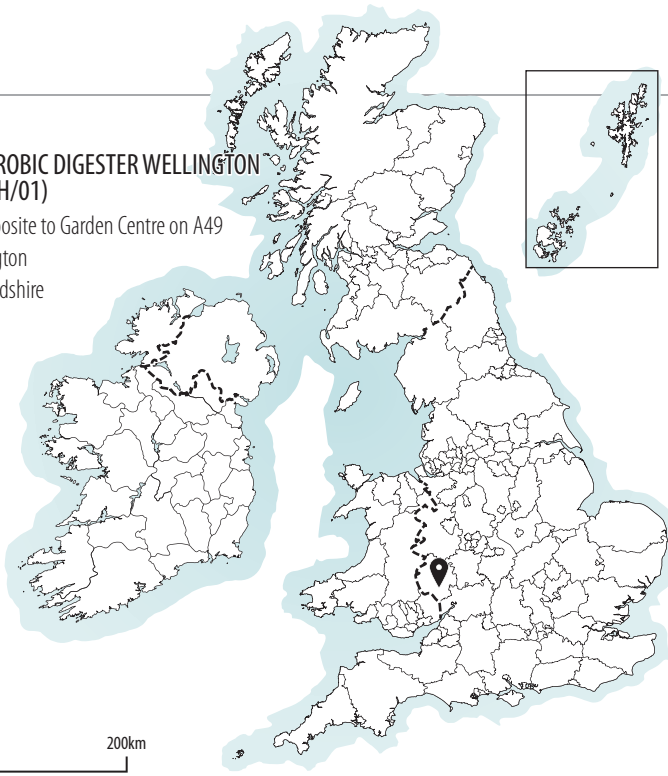 ROBIC DIGESTER WELLINGTON
H/01)
posite to Garden Centre on A49
gton
dshire
200km